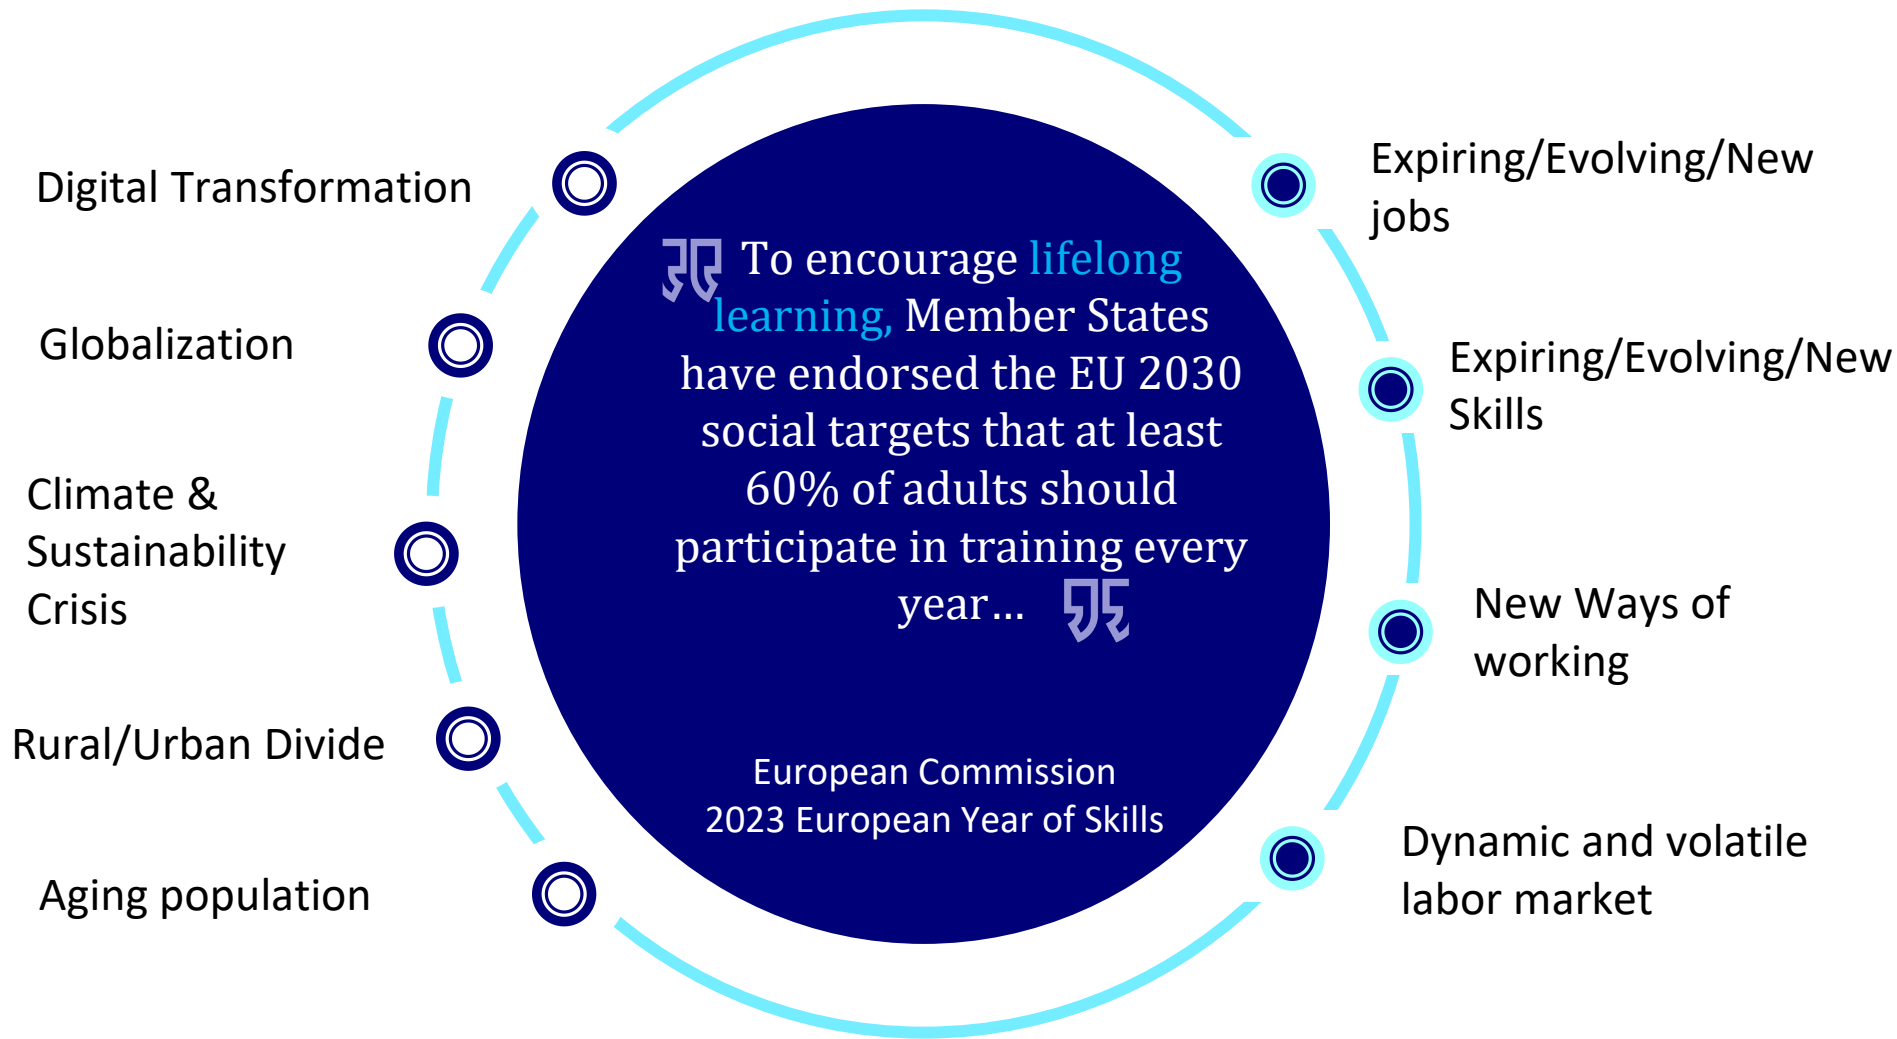 Digital Transformation
Globalization
Climate &
Sustainability
Crisis
Rural/Urban Divide
Aging population
To encourage lifelong
learning, Member States
have endorsed the EU 2030
social targets that at least
60% of adults should
participate in training every
year…
European Commission
2023 European Year of Skills
Expiring/Evolving/New
jobs
Expiring/Evolving/New
Skills
New Ways of
working
Dynamic and volatile
labor market